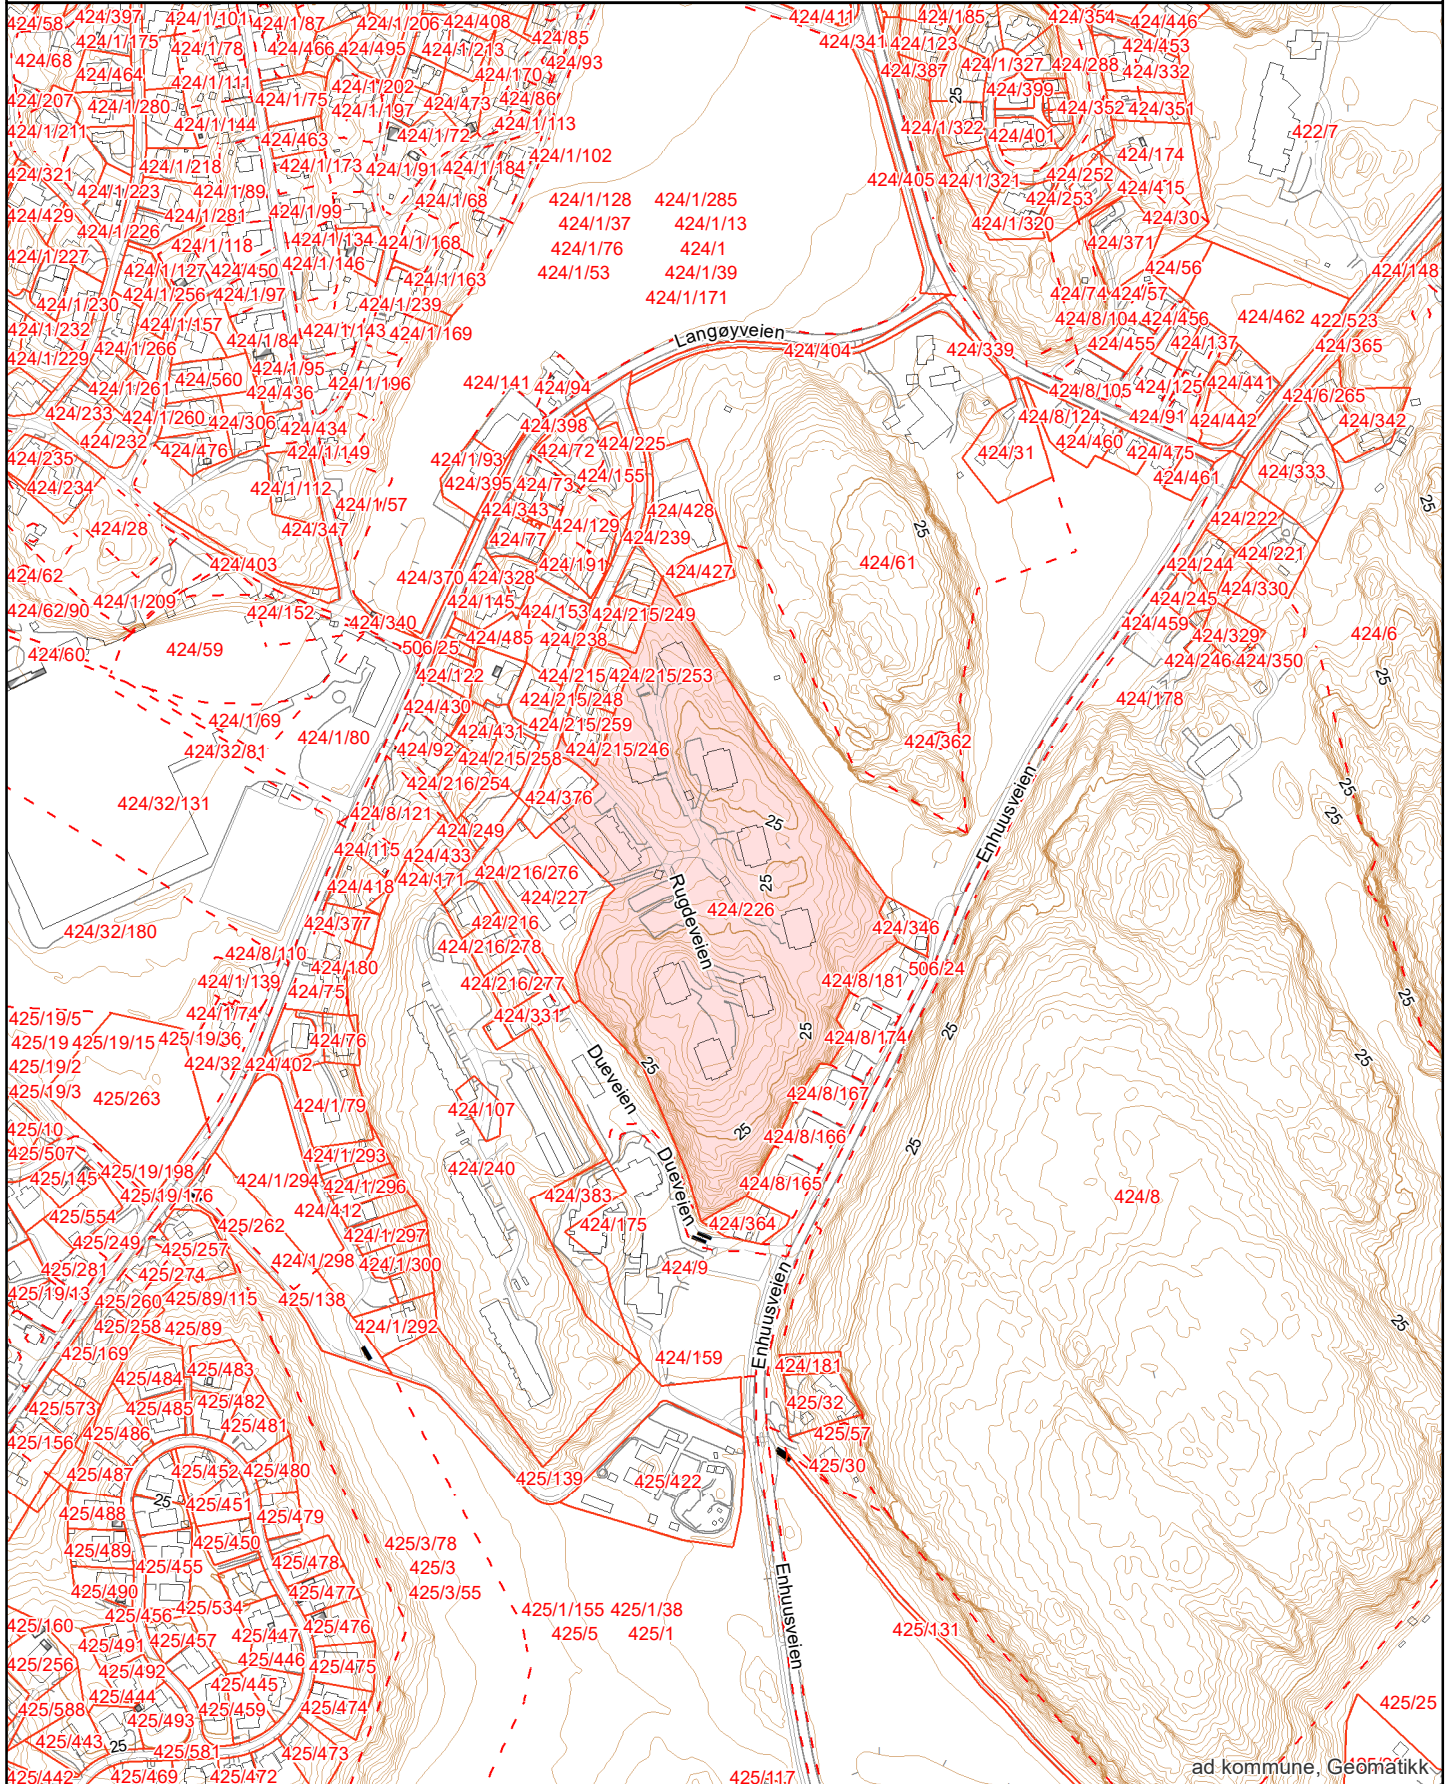 424/58 424/397 424/1/101 424/1/87 424/1/206 424/408 424/411 424/185 424/354 424/446
424/1/175 424/1/78 424/466 424/495 424/1/213 424/85 424/341 424/123 424/453
424/68 424/464 424/1/111 424/1/202 424/170 424/93 424/387 424/1/327 424/288 424/332
424/207 424/1/280 424/1/75 424/1/197 424/473 424/86 25 424/399 424/352 424/351
424/1/211 424/1/144 424/463 424/1/72 424/1/113 424/1/322 424/401 422/7
424/321 424/1/218 424/1/173 424/1/91 424/1/184 424/1/102 424/405 424/1/321 424/252 424/174
424/1/223 424/1/89 424/1/68 424/1/128 424/1/285 424/253 424/415
424/429 424/1/281 424/1/99 424/1/37 424/1/13 424/1/320 424/30
424/1/226 424/1/118 424/1/134 424/1/168 424/1/76 424/1 424/371
424/1/227 424/1/127 424/450 424/1/146 424/1/163 424/1/53 424/1/39 424/56 424/148
424/1/230 424/1/256 424/1/97 424/1/239 424/1/171 424/74 424/57
424/1/232 424/1/157 424/1/143 424/1/169 Langøyveien 424/8/104 424/456 424/462 422/523
424/1/229 424/1/266 424/1/84 424/404 424/339 424/455 424/137 424/365
424/1/261 424/560 424/1/95 424/1/196 424/141 424/94 424/8/105 424/125 424/441
424/233 424/1/260 424/306 424/436 424/398 424/8/124 424/91 424/442 424/6/265
424/232 424/476 424/434 424/72 424/225 424/460 424/342
424/235 424/1/149 424/1/93 424/155 424/31 424/475 424/333
424/234 424/1/112 424/1/57 424/395 424/73 424/461 25
424/28 424/347 424/343 424/129 424/428 25 424/222
424/62 424/403 424/77 424/191 424/239 424/61 424/221
424/370 424/328 424/427 424/244 424/330
424/62/90 424/1/209 424/152 424/145 424/153 424/215/249 424/245
424/340 424/485 424/238 424/459 424/329 424/6
424/60 424/59 506/25 424/246 424/350
424/122 424/215 424/215/253 25
424/430 424/215/248 424/178
424/1/69 424/1/80 424/431 424/215/259
424/32/81 424/92 424/215/258 424/215/246 424/362
424/32/131 424/216/254 424/376 Enhuusveien 25
424/8/121 424/249 25 25
424/115 424/433
424/418 424/171 424/216/276 25
424/227 Rugdeveien 424/226
424/32/180 424/377 424/216 424/346
424/8/110 424/180 424/216/278 506/24
424/1/139 424/75 424/216/277 424/8/181 25
424/1/74 424/331
425/19/5
425/19 425/19/15 425/19/36 424/76 25 424/8/174 25
425/19/2 424/32 424/402 Dueveien 25 25
425/19/3 425/263 424/1/79 424/107 424/8/167
425/10 25 424/8/166 25
425/507 424/1/293
425/145 425/19/198 424/1/294 424/1/296 424/240 Dueveien 424/8/165
425/19/176 424/412 424/383 424/8
425/554 425/262 424/175 424/364
425/249 425/257 424/1/297
425/281 425/274 424/1/298 424/1/300 424/9
425/19/13 425/260 425/89/115 425/138 Enhuusveien
425/258 425/89 424/1/292 25
425/169 425/483 424/159 424/181
425/484
425/573 425/485 425/482 425/32
425/156 425/486 425/481 425/57
425/487 425/452 425/480 425/139 425/422 425/30
25 425/451
425/488 425/479
425/489 425/450 425/3/78
425/455 425/478 425/3
425/490 425/477 425/3/55 Enhuusveien
425/456 425/534 425/1/155 425/1/38
425/160 425/491 425/457 425/447 425/476 425/5 425/1 425/131
425/256 425/492 425/446 425/475
425/444 425/445
425/588 425/493 425/459 425/474 425/25
425/443 25
425/581 425/473
425/442 425/469 425/472 425/117
ad kommune, Geomatikk